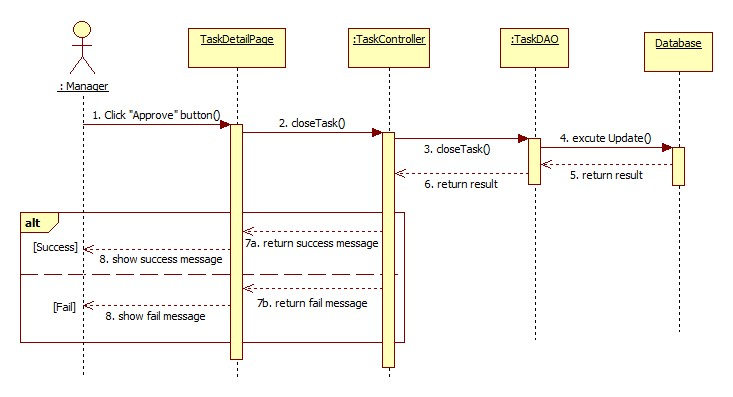 TaskDetailPage
:TaskController
:TaskDAO
Database
: Manager
1. Click "Approve" button()
2. closeTask()
3. closeTask()
4. excute Update()
5. return result
6. return result
alt
7a. return success message
[Success]
8. show success message
7b. return fail message
[Fail]
8. show fail message